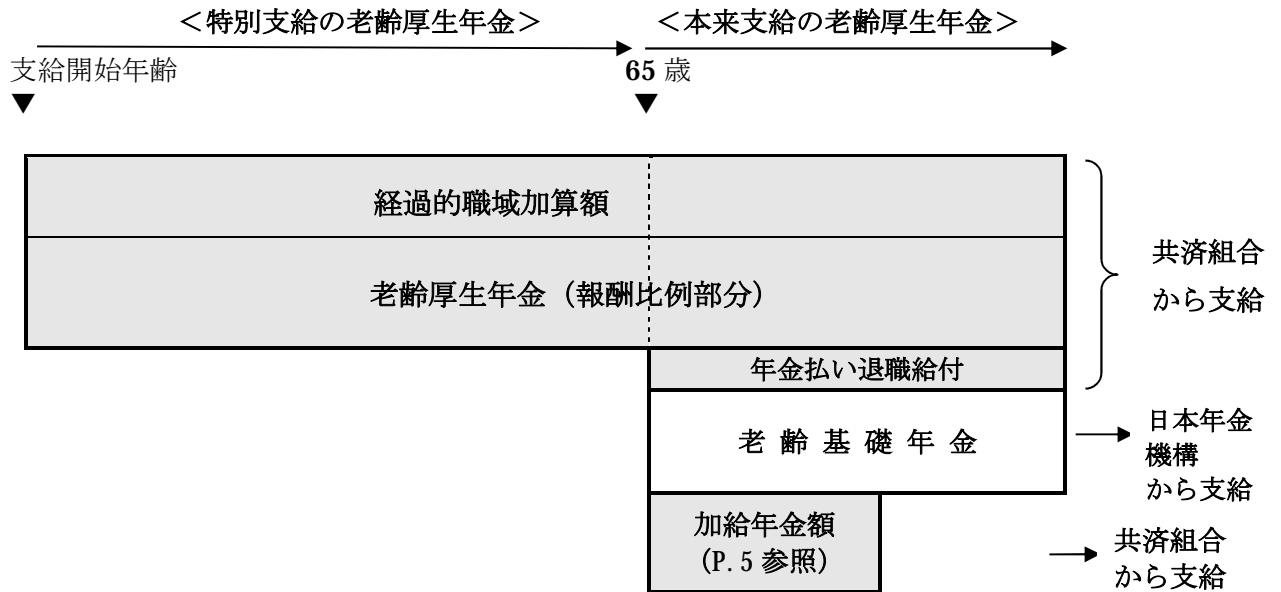 ＜特別支給の老齢厚生年金＞
＜本来支給の老齢厚生年金＞
支給開始年齢
65 歳
経過的職域加算額
老齢厚生年金（報酬比例部分）
共済組合
から支給
年金払い退職給付
老 齢 基 礎 年 金
日本年金
機構
から支給
加給年金額
(P. 5 参照)
共済組合
から支給